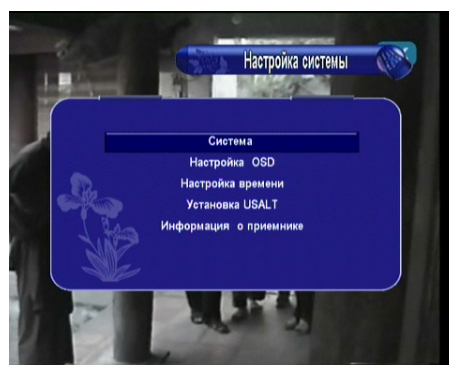 Настройка системы
Система
Настройка OSD
Настройка времени
Установка USALT
Информация о приемнике